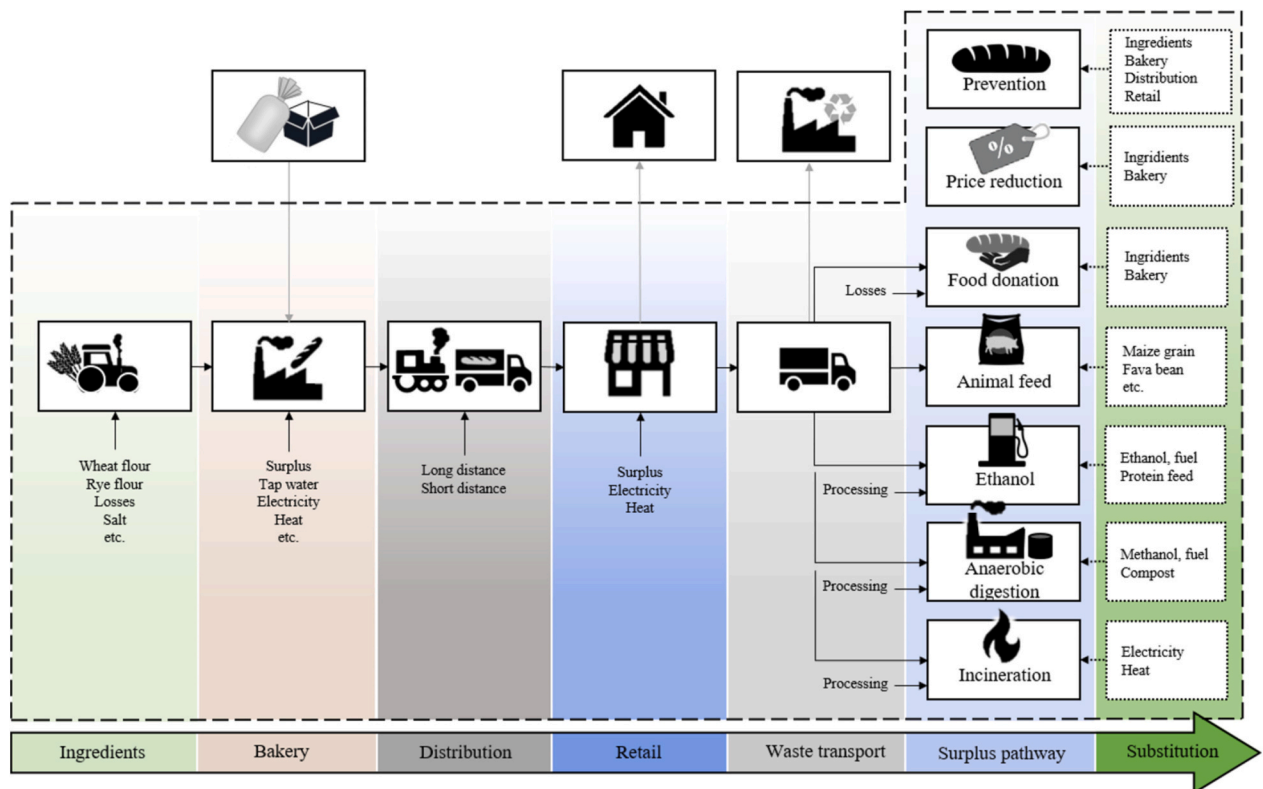 Ingredients
Bakery
Distribution
Retail
Prevention
%
Price reduction
Ingridients
Bakery
Food donation
Ingridients
Bakery
Losses
Animal feed
Maize grain
Fava bean
etc.
Wheat flour
Rye flour
Losses
Salt
etc.
Surplus
Tap water
Electricity
Heat
etc.
Long distance
Short distance
Surplus
Electricity
Heat
Ethanol
Processing
Ethanol, fuel
Protein feed
Anaerobic
digestion
Processing
Methanol, fuel
Compost
Incineration
Processing
Electricity
Heat
Ingredients
Bakery
Distribution
Retail
Waste transport
Surplus pathway
Substitution